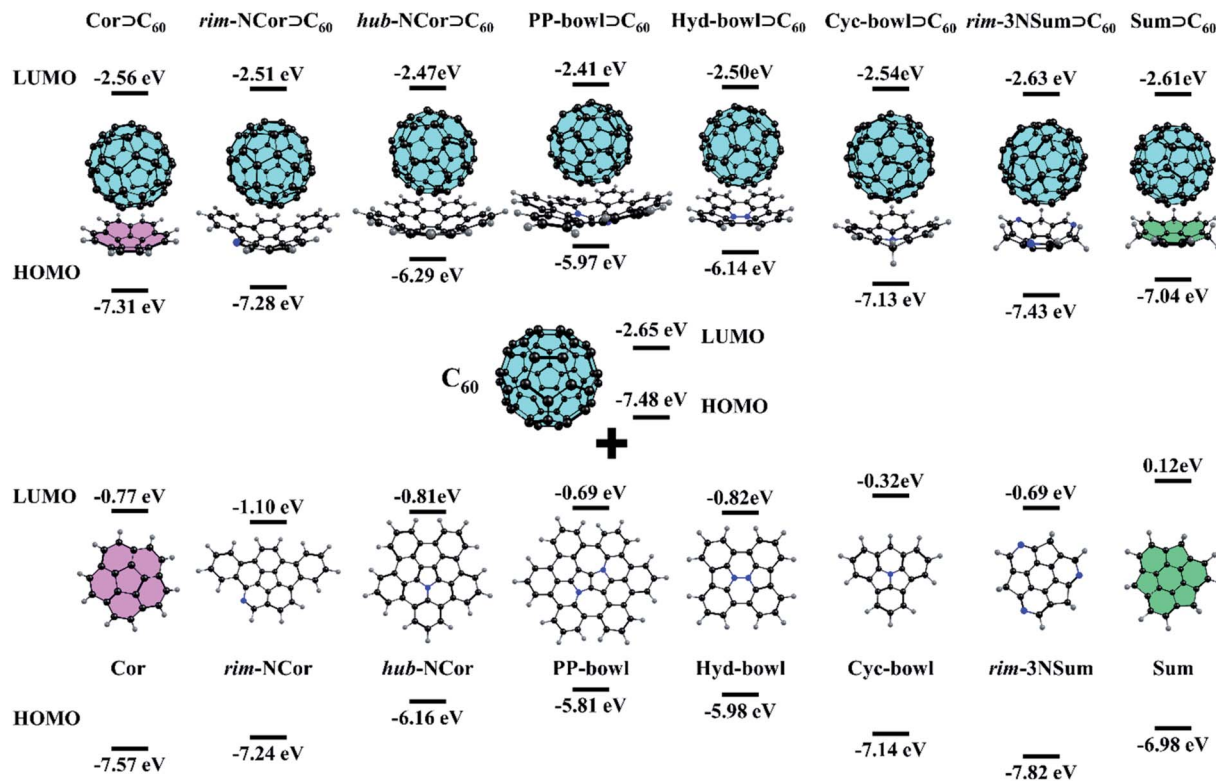 Cor⊃C60 rim-NCor⊃C60 hub-NCor⊃C60 PP-bowl⊃C60 Hyd-bowl⊃C60 Cyc-bowl⊃C60 rim-3NSum⊃C60 Sum⊃C60
LUMO -2.56 eV -2.51 eV -2.47eV -2.41 eV -2.50 eV -2.54eV -2.63 eV -2.61eV
HOMO -7.31 eV -7.28 eV -6.29 eV -5.97 eV -6.14 eV -7.13 eV -7.43 eV -7.04 eV
-2.65 eV LUMO
C60
-7.48 eV HOMO
+
LUMO -0.77 eV -1.10 eV -0.81eV -0.69 eV -0.82eV -0.32eV -0.69 eV 0.12eV
Cor rim-NCor hub-NCor PP-bowl Hyd-bowl Cyc-bowl rim-3NSum Sum
HOMO -7.57 eV -7.24 eV -6.16 eV -5.81 eV -5.98 eV -7.14 eV -7.82 eV -6.98 eV